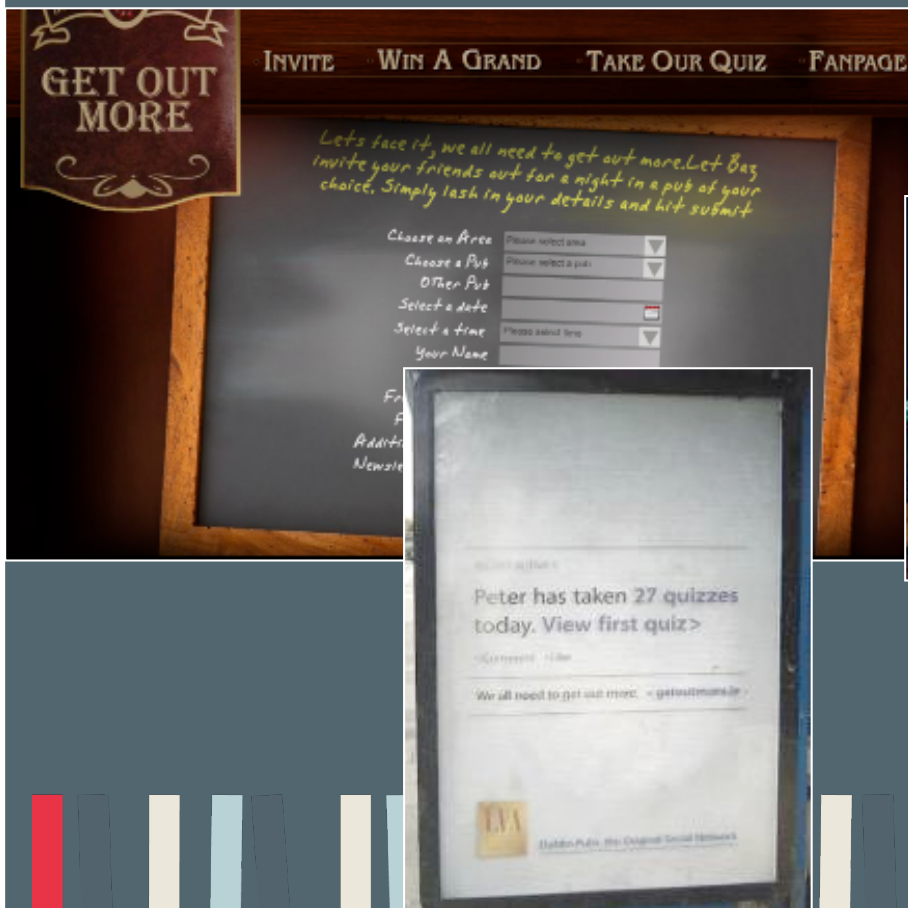 GET OUT
MORE
INVITE
WIN A GRAND
TAKE OUR QUIZ
FANPAGE
Lets face it, we all need to get out more.Let Baz
invite your friends out for a night in a pub of your
choice. Simply lash in your details and hit submit
Choose an Area
Please select area
Choose a Pub
Please select a pub
Other Pub
Select a date
Select a time
Please select time
Your Name
Peter has taken 27 quizzes
today. View first quiz>
We all need to get out more. - getoutmore.ie -
LVA
Dublin Pubs, the Original Social Network